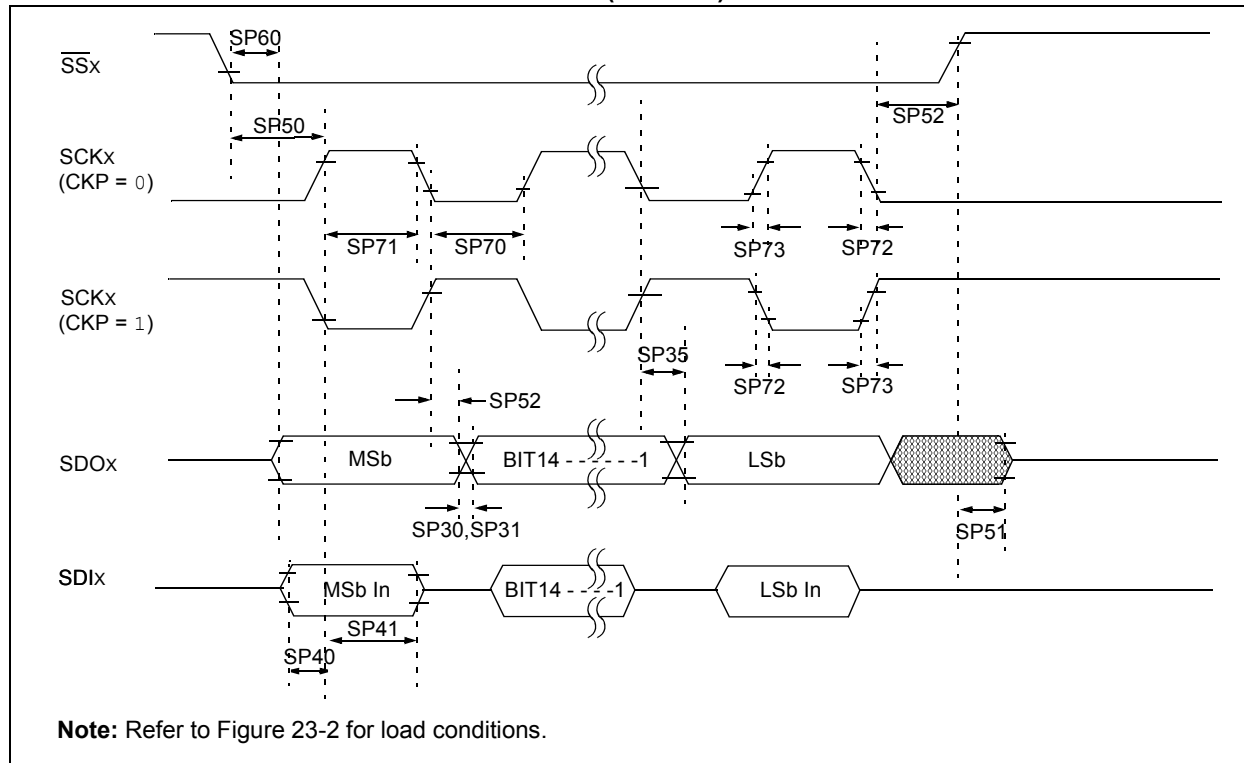 SP60
SSx
SP50
SP52
SCKx
(CKP = 0)
SP71
SP70
SP73
SP72
SCKx
(CKP = 1)
SP35
SP72
SP73
SP52
SDOx
MSb
BIT14 - - - - - -1
LSb
SP30,SP31
SP51
SDIx
MSb In
BIT14 - - - -1
LSb In
SP41
SP40
Note: Refer to Figure 23-2 for load conditions.